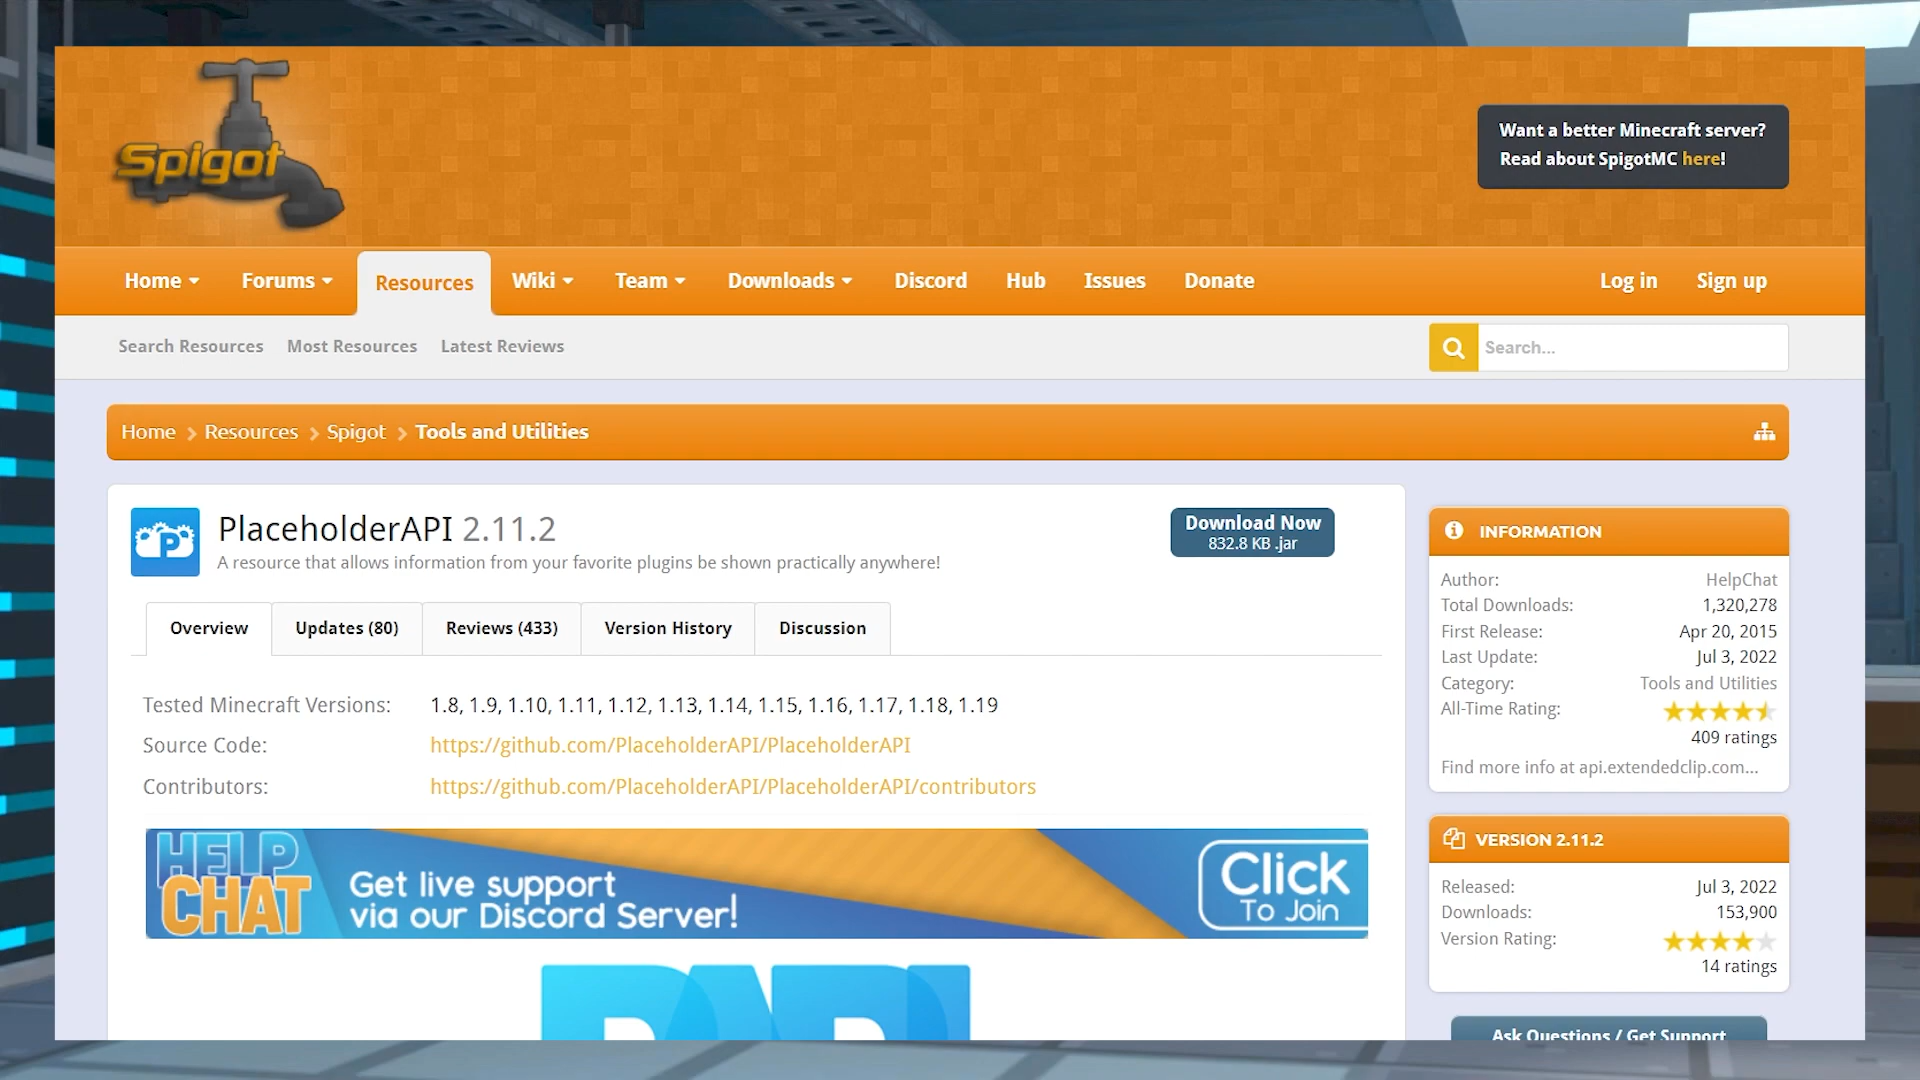 Spigot
Want a better Minecraft server?
Read about SpigotMC here!
Home Forums Resources Wiki Team Downloads Discord Hub Issues Donate Log in Sign up
Search Resources Most Resources Latest Reviews Search...
Home Resources Spigot Tools and Utilities
PlaceholderAPI 2.11.2
A resource that allows information from your favorite plugins be shown practically anywhere!
Download Now
832.8 KB .jar
Overview Updates (80) Reviews (433) Version History Discussion
Tested Minecraft Versions: 1.8, 1.9, 1.10, 1.11, 1.12, 1.13, 1.14, 1.15, 1.16, 1.17, 1.18, 1.19
Source Code: https://github.com/PlaceholderAPI/PlaceholderAPI
Contributors: https://github.com/PlaceholderAPI/PlaceholderAPI/contributors
HELP
CHAT
Get live support
via our Discord Server!
Click
To Join
PAPI
INFORMATION
Author: HelpChat
Total Downloads: 1,320,278
First Release: Apr 20, 2015
Last Update: Jul 3, 2022
Category: Tools and Utilities
All-Time Rating:
409 ratings
Find more info at api.extendedclip.com...
VERSION 2.11.2
Released: Jul 3, 2022
Downloads: 153,900
Version Rating:
14 ratings
Ask Questions / Get Support